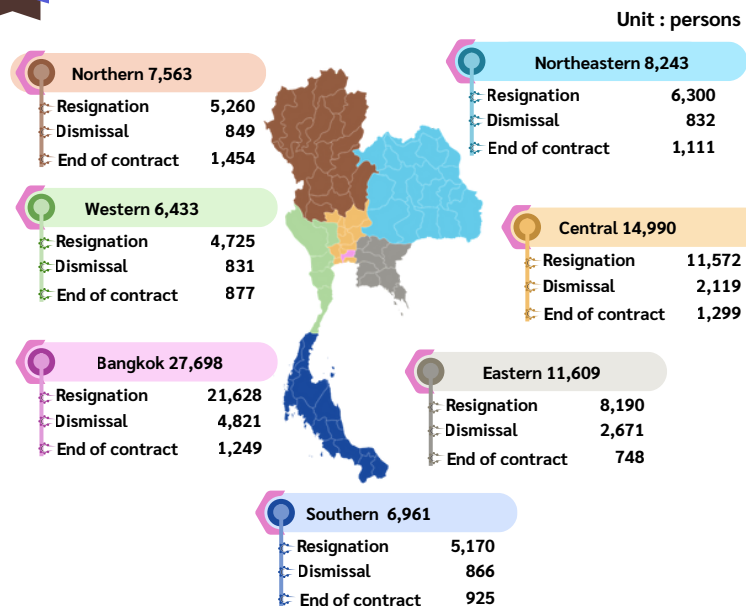 Unit : persons
Northern 7,563
Resignation 5,260
Dismissal 849
End of contract 1,454
Northeastern 8,243
Resignation 6,300
Dismissal 832
End of contract 1,111
Western 6,433
Resignation 4,725
Dismissal 831
End of contract 877
Central 14,990
Resignation 11,572
Dismissal 2,119
End of contract 1,299
Bangkok 27,698
Resignation 21,628
Dismissal 4,821
End of contract 1,249
Eastern 11,609
Resignation 8,190
Dismissal 2,671
End of contract 748
Southern 6,961
Resignation 5,170
Dismissal 866
End of contract 925